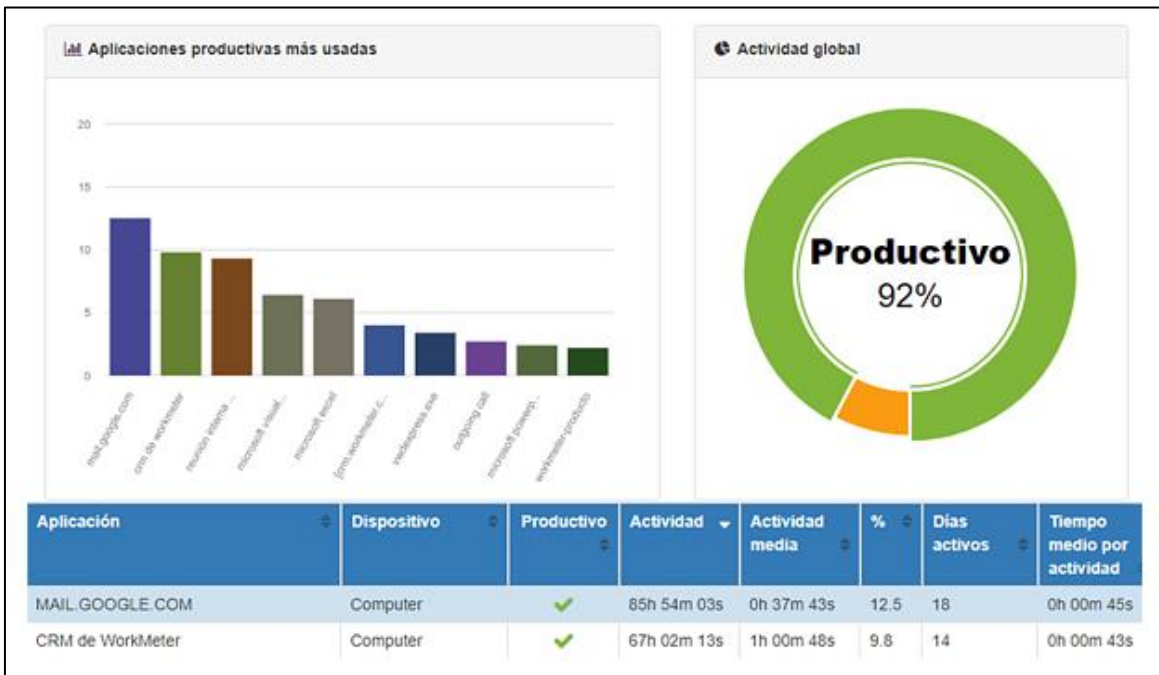 Aplicaciones productivas más usadas
20
15
10
5
0
mail.google.com
crm de workmeter
reunión interna ...
microsoft visual...
microsoft excel
[crm.workmeter.c...
vwdexpress.exe
outgoing call
microsoft powerp...
workmeter-producto
Actividad global
Productivo
92%
Aplicación Dispositivo Productivo Actividad Actividad media % Días activos Tiempo medio por actividad
MAIL.GOOGLE.COM Computer 85h 54m 03s 0h 37m 43s 12.5 18 0h 00m 45s
CRM de WorkMeter Computer 67h 02m 13s 1h 00m 48s 9.8 14 0h 00m 43s